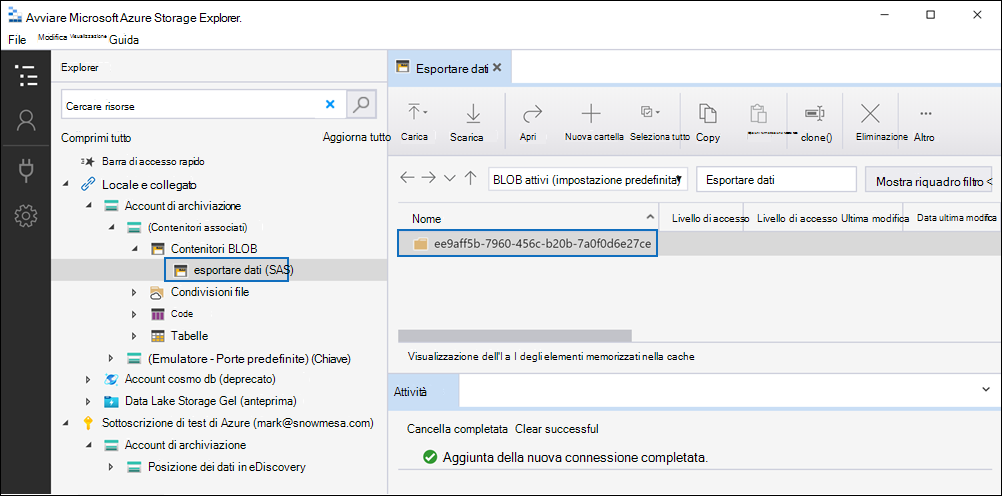 Avviare Microsoft Azure Storage Explorer.
File Modifica Visualizzazione Guida
Explorer
Cercare risorse
Comprimi tutto Aggiorna tutto
Barra di accesso rapido
Locale e collegato
Account di archiviazione
(Contenitori associati)
Contenitori BLOB
esportare dati (SAS)
Condivisioni file
Code
Tabelle
(Emulatore - Porte predefinite) (Chiave)
Account cosmo db (deprecato)
Data Lake Storage Gel (anteprima)
Sottoscrizione di test di Azure (mark@snowmesa.com)
Account di archiviazione
Posizione dei dati in eDiscovery
Esportare dati
Carica Scarica Apri Nuova cartella Seleziona tutto Copy clone() Eliminazione Altro
BLOB attivi (impostazione predefinita) Esportare dati Mostra riquadro filtro <
Nome Livello di accesso Livello di accesso Ultima modifica Data ultima modifica
ee9aff5b-7960-456c-b20b-7a0f0d6e27ce
Visualizzazione dell'I a I degli elementi memorizzati nella cache
Attività
Cancella completata Clear successful
Aggiunta della nuova connessione completata.